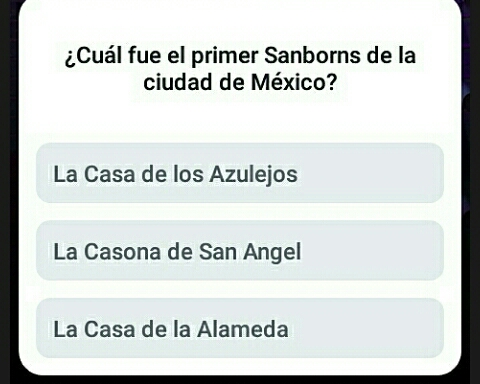 ¿Cuál fue el primer Sanborns de la
ciudad de México?
La Casa de los Azulejos
La Casona de San Angel
La Casa de la Alameda